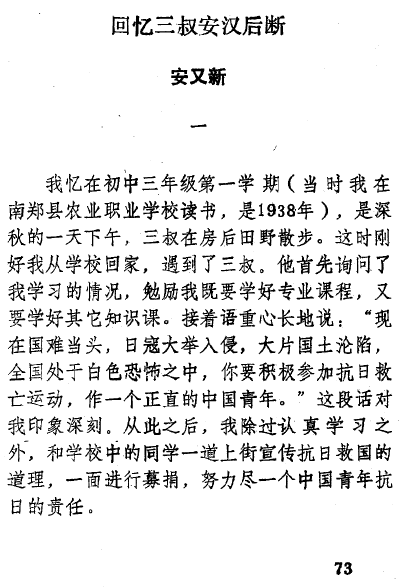 回忆三叔安汉后断
安又新
一
我忆在初中三年级第一学期（当时我在
南郑县农业职业学校读书，是1938年），是深
秋的一天下午，三叔在房后田野散步。这时刚
好我从学校回家，遇到了三叔。他首先询问了
我学习的情况，勉励我既要学好专业课程，又
要学好其它知识课。接着语重心长地说：“现
在国难当头，日寇大举入侵，大片国土沦陷，
全国处于白色恐怖之中，你要积极参加抗日救
亡运动，作一个正直的中国青年。”这段话对
我印象深刻。从此之后，我除过认真学习之
外，和学校中的同学一道上街宣传抗日救国的
道理，一面进行募捐，努力尽一个中国青年抗
日的责任。
73